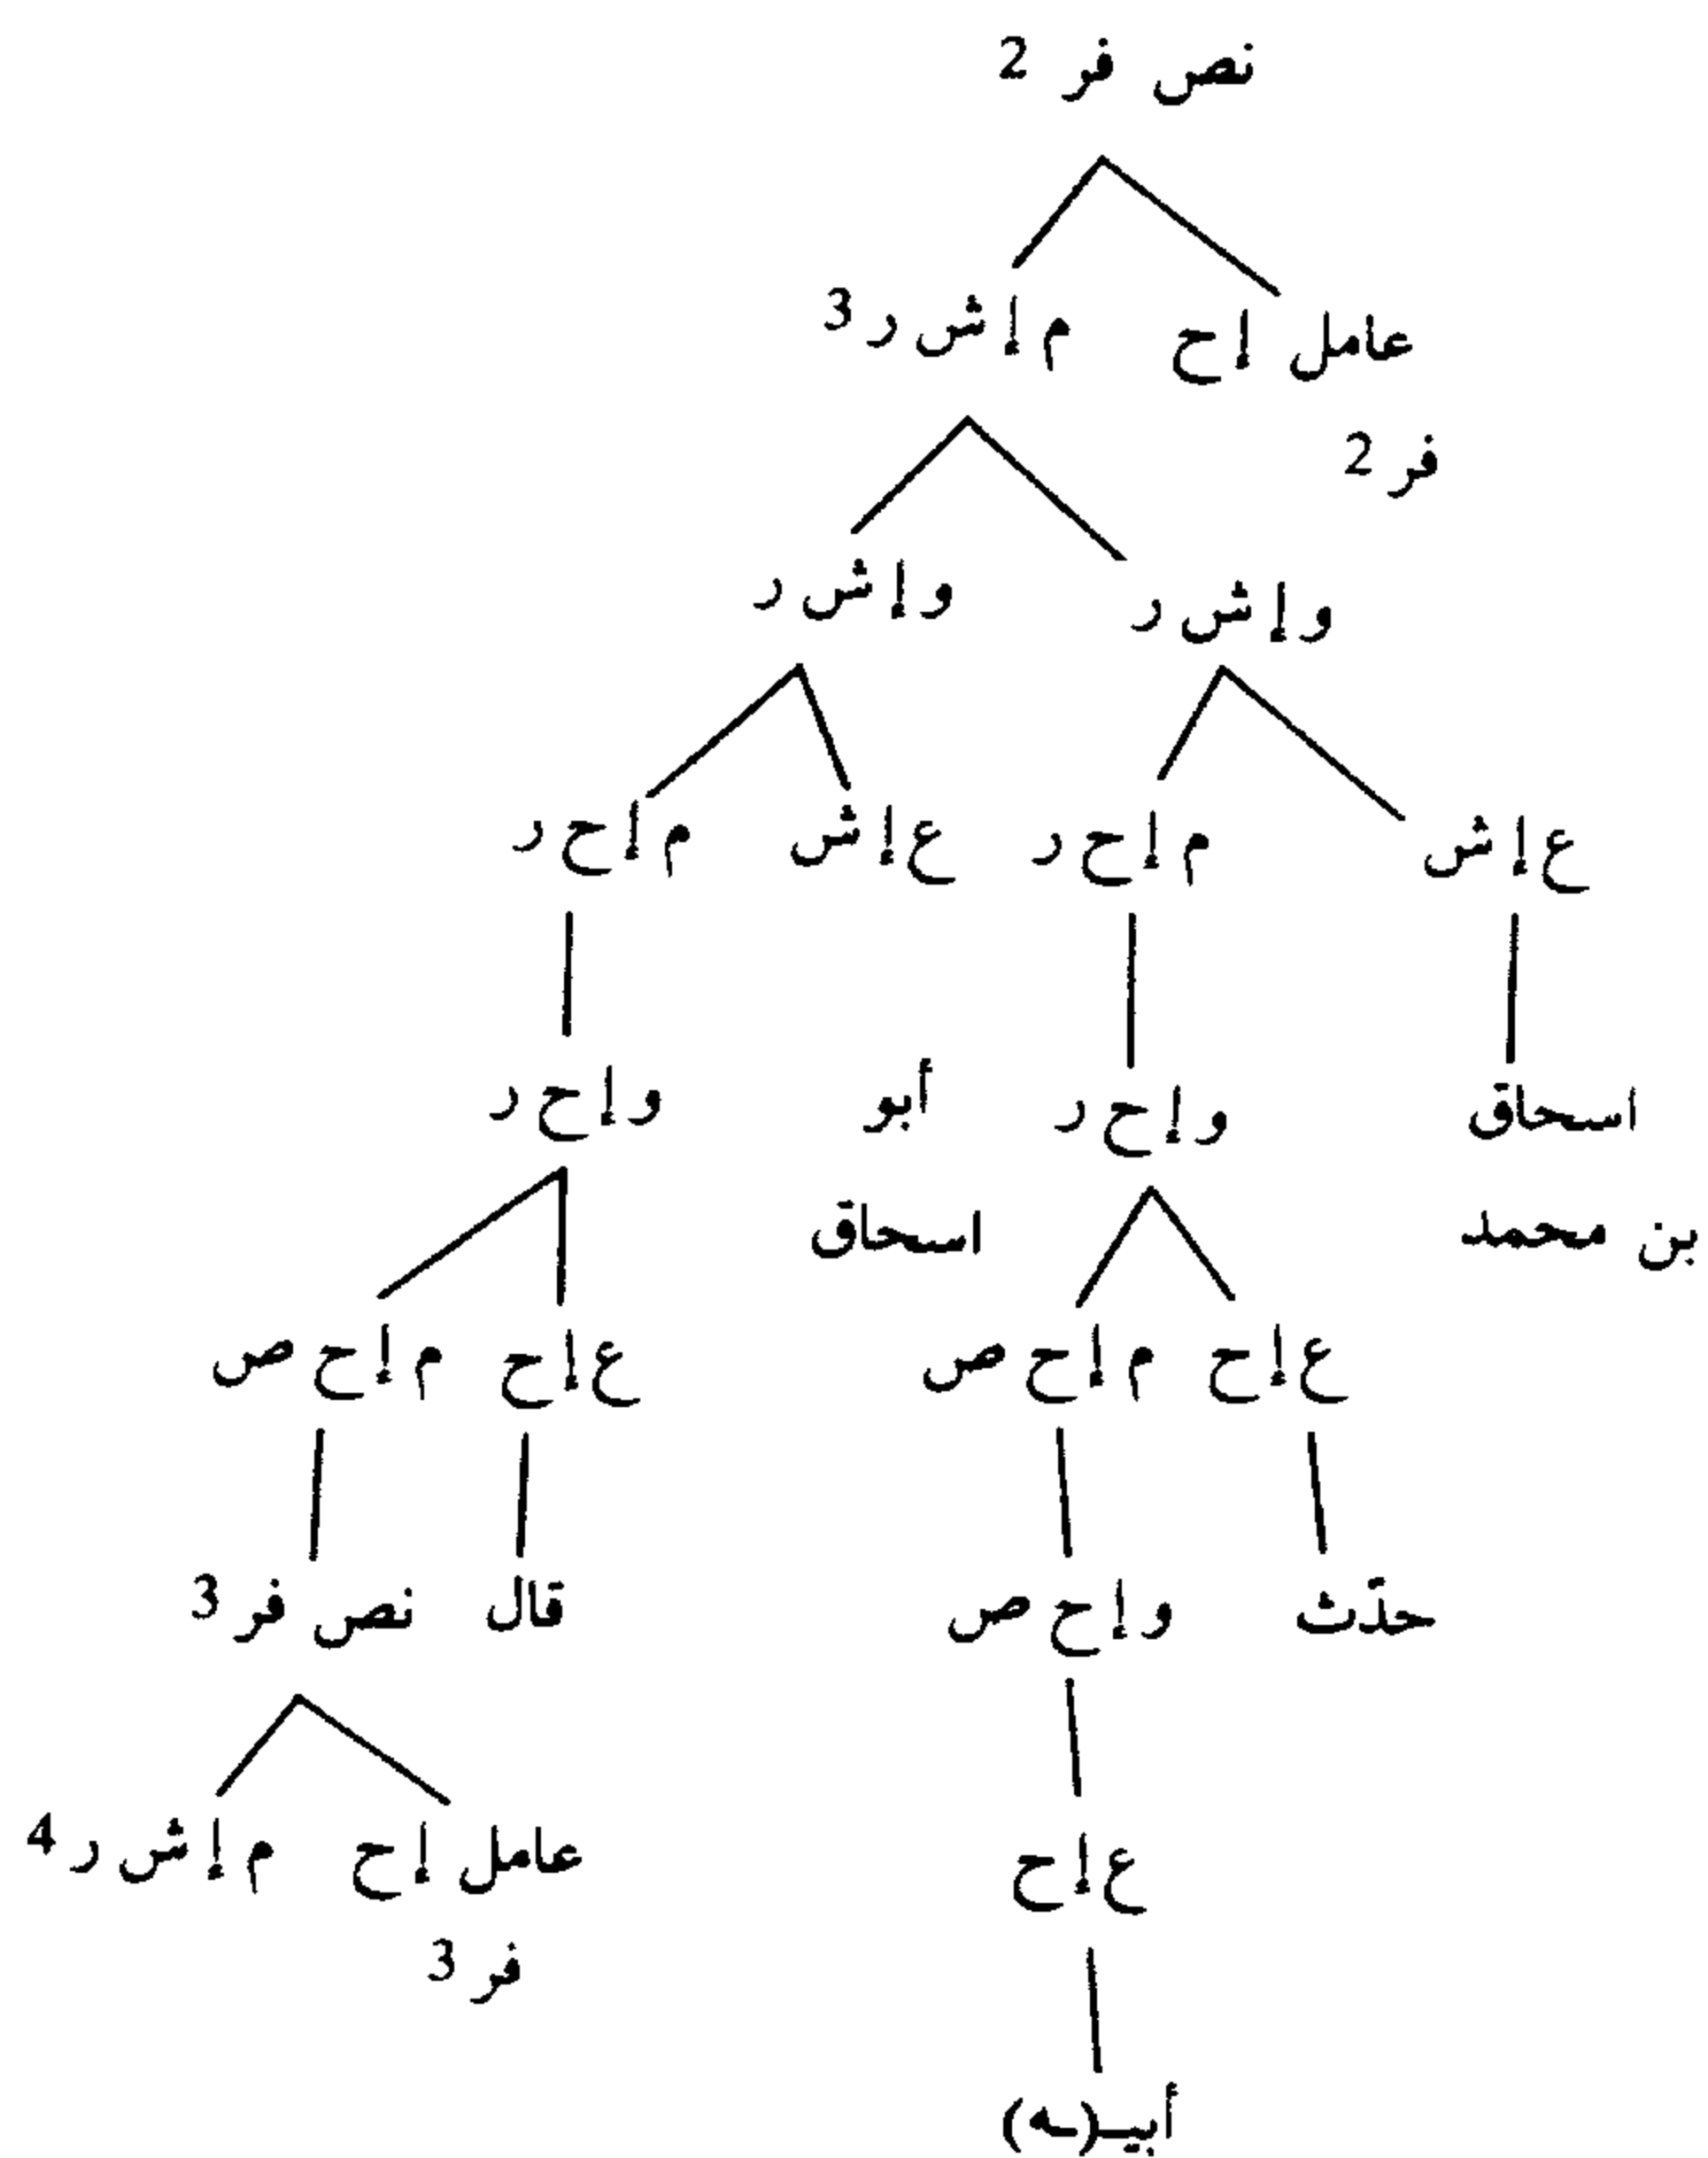 نص فر 2
عامل إح م إش ر 3
فر 2
و إش ر و إش ر
ع إش م إح ر ع إش م إح ر
اسحاق و إح ر أبو و إح ر
بن محمد اسحاق
ع إح م إح ص ع إح م إح ص
حدّث و إح ص قال نص فر 3
ع إح عامل إح م إش ر 4
فر 3
أبيـ(ـه)